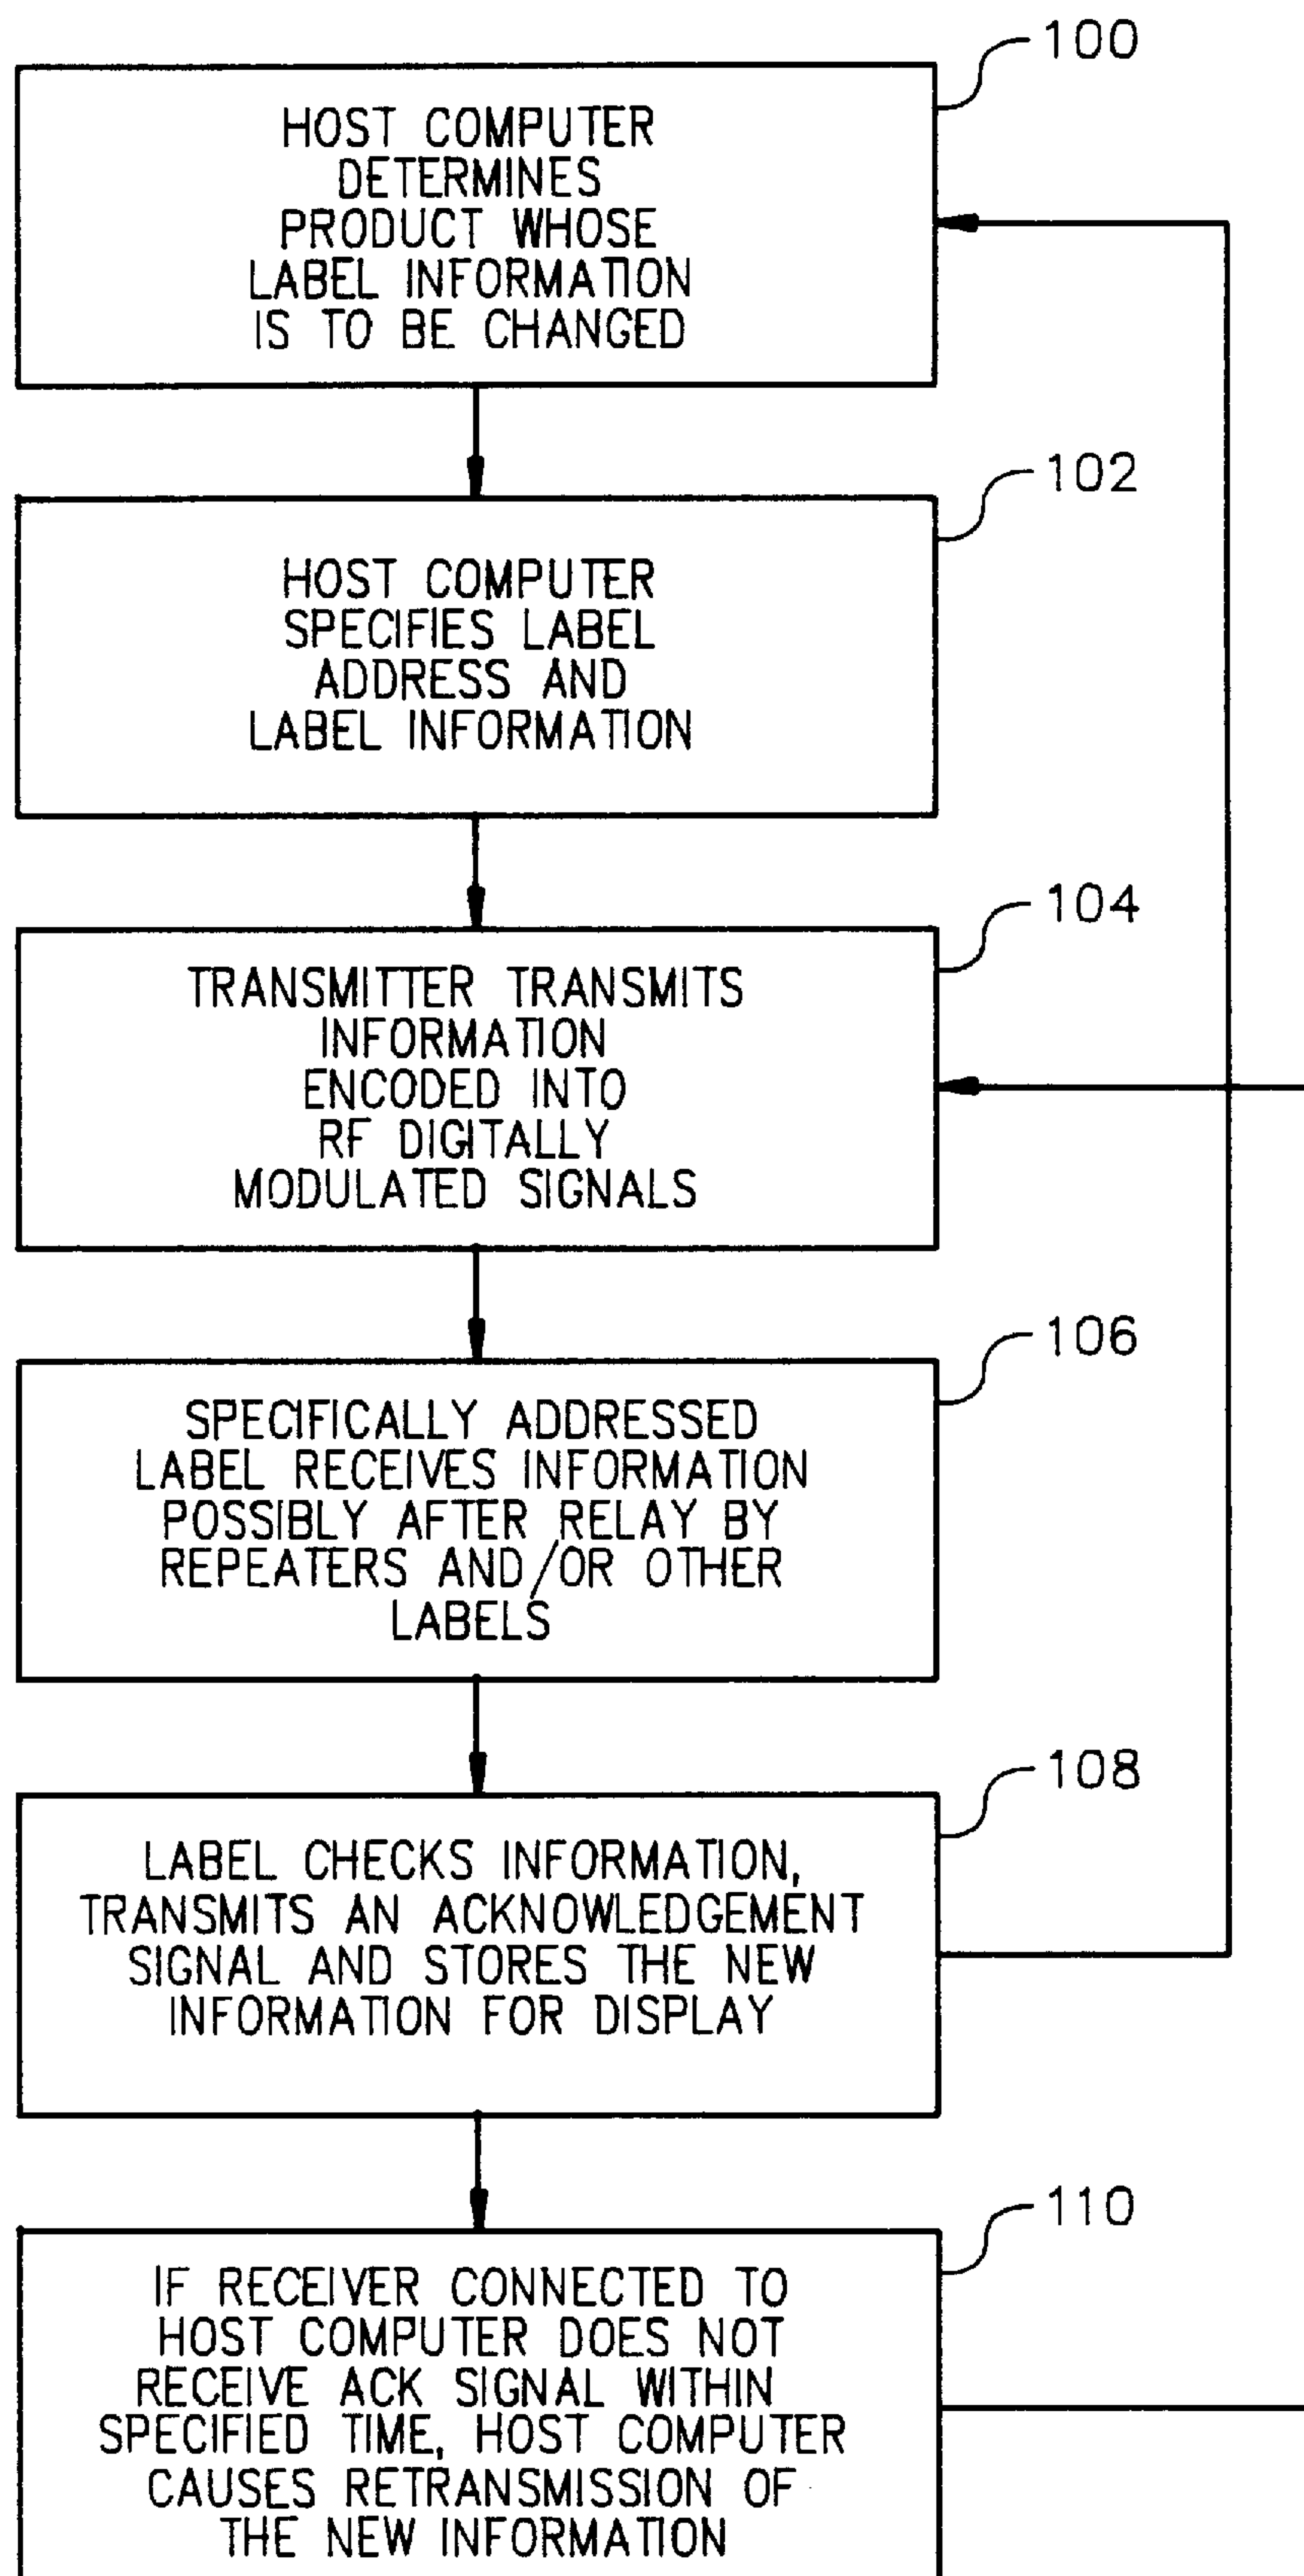 100
HOST COMPUTER
DETERMINES
PRODUCT WHOSE
LABEL INFORMATION
IS TO BE CHANGED
102
HOST COMPUTER
SPECIFIES LABEL
ADDRESS AND
LABEL INFORMATION
104
TRANSMITTER TRANSMITS
INFORMATION
ENCODED INTO
RF DIGITALLY
MODULATED SIGNALS
106
SPECIFICALLY ADDRESSED
LABEL RECEIVES INFORMATION
POSSIBLY AFTER RELAY BY
REPEATERS AND/OR OTHER
LABELS
108
LABEL CHECKS INFORMATION,
TRANSMITS AN ACKNOWLEDGEMENT
SIGNAL AND STORES THE NEW
INFORMATION FOR DISPLAY
110
IF RECEIVER CONNECTED TO
HOST COMPUTER DOES NOT
RECEIVE ACK SIGNAL WITHIN
SPECIFIED TIME, HOST COMPUTER
CAUSES RETRANSMISSION OF
THE NEW INFORMATION